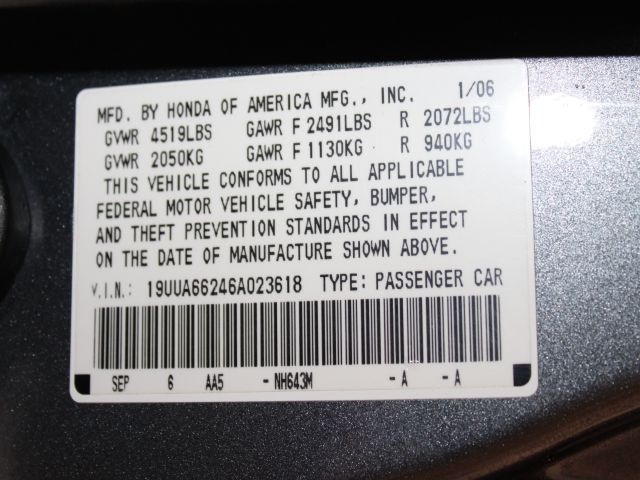 MFD. BY HONDA OF AMERICA MFG., INC. 1/06
GVWR 4519LBS GAWR F 2491LBS R 2072LBS
GVWR 2050KG GAWR F 1130KG R 940KG
THIS VEHICLE CONFORMS TO ALL APPLICABLE
FEDERAL MOTOR VEHICLE SAFETY, BUMPER,
AND THEFT PREVENTION STANDARDS IN EFFECT
ON THE DATE OF MANUFACTURE SHOWN ABOVE.
V.I.N.: 19UUA66246A023618 TYPE: PASSENGER CAR
SEP 6 AA5 - NH643M - A - A